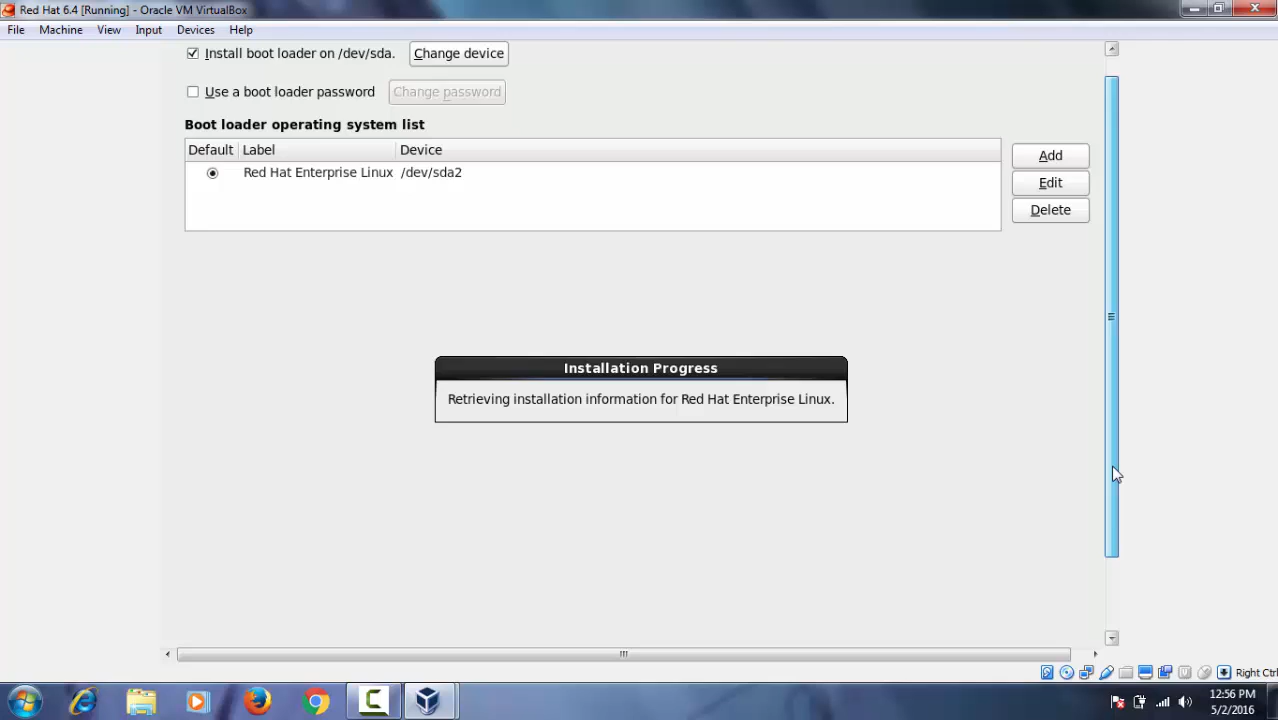 Red Hat 6.4 [Running] - Oracle VM VirtualBox
File Machine View Input Devices Help
Install boot loader on /dev/sda. Change device
Use a boot loader password Change password
Boot loader operating system list
Default Label Device
Red Hat Enterprise Linux /dev/sda2
Add
Edit
Delete
Installation Progress
Retrieving installation information for Red Hat Enterprise Linux.
Right Ctrl
12:56 PM
5/2/2016